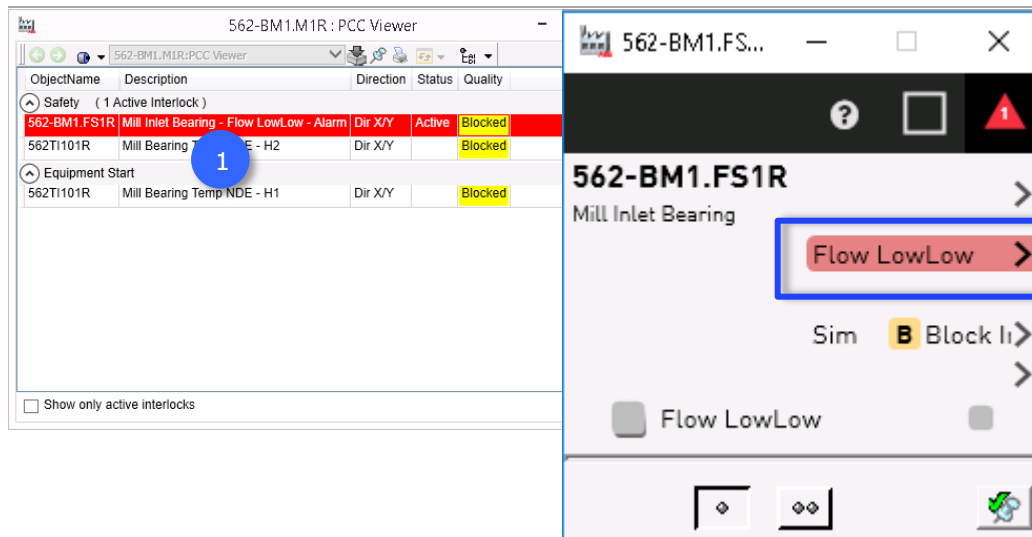 562-BM1.M1R : PCC Viewer
562-BM1.M1R:PCC Viewer
ObjectName Description Direction Status Quality
Safety ( 1 Active Interlock )
562-BM1.FS1R Mill Inlet Bearing - Flow LowLow - Alarm Dir X/Y Active Blocked
562TI101R Mill Bearing E - H2 Dir X/Y Blocked
1
Equipment Start
562TI101R Mill Bearing Temp NDE - H1 Dir X/Y Blocked
Show only active interlocks
562-BM1.FS...
?
1
562-BM1.FS1R
Mill Inlet Bearing
Flow LowLow
Sim B Block
Flow LowLow